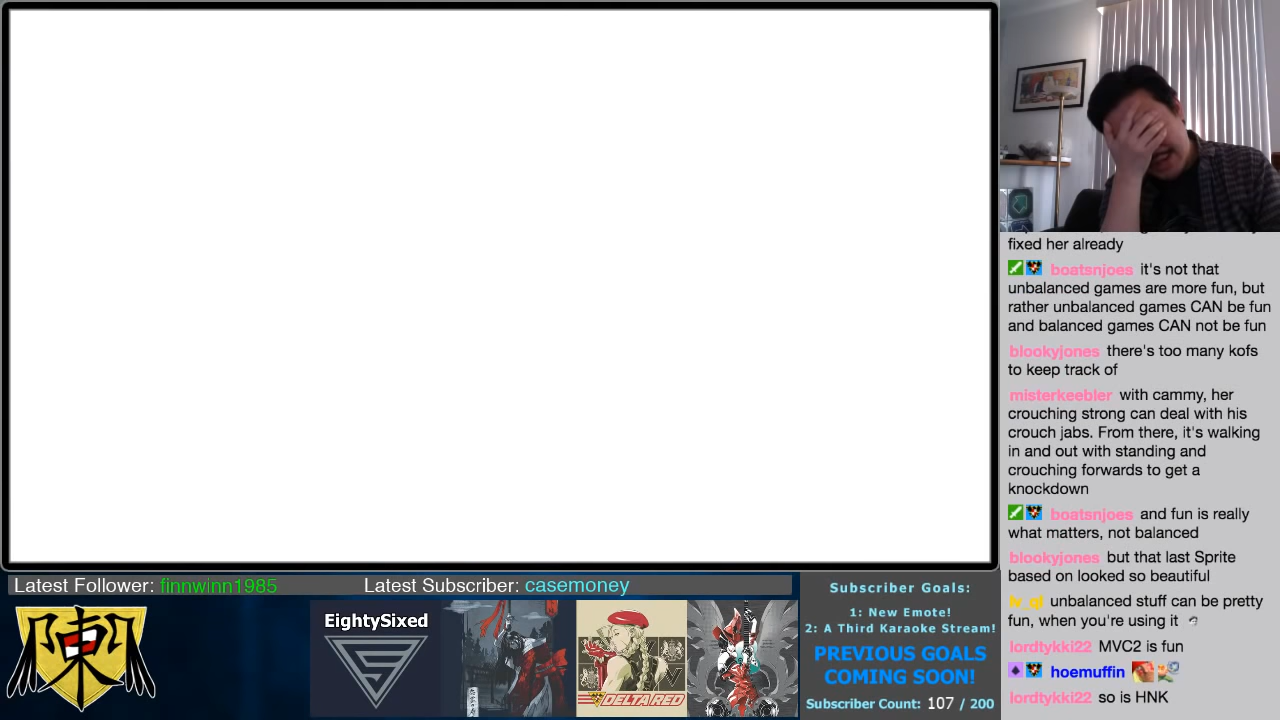 fixed her already
boatsnjoes it's not that
unbalanced games are more fun, but
rather unbalanced games CAN be fun
and balanced games CAN not be fun
blookyjones there's too many kofs
to keep track of
misterkeebler with cammy, her
crouching strong can deal with his
crouch jabs. From there, it's walking
in and out with standing and
crouching forwards to get a
knockdown
boatsnjoes and fun is really
what matters, not balanced
blookyjones but that last Sprite
based on looked so beautiful
unbalanced stuff can be pretty
fun, when you're using it
lordtykki22 MVC2 is fun
hoemuffin
lordtykki22 so is HNK
Latest Follower: finnwinn1985
Latest Subscriber: casemoney
EightySixed
DELTA RED
Subscriber Goals:
1: New Emote!
2: A Third Karaoke Stream!
PREVIOUS GOALS
COMING SOON!
Subscriber Count: 107 / 200